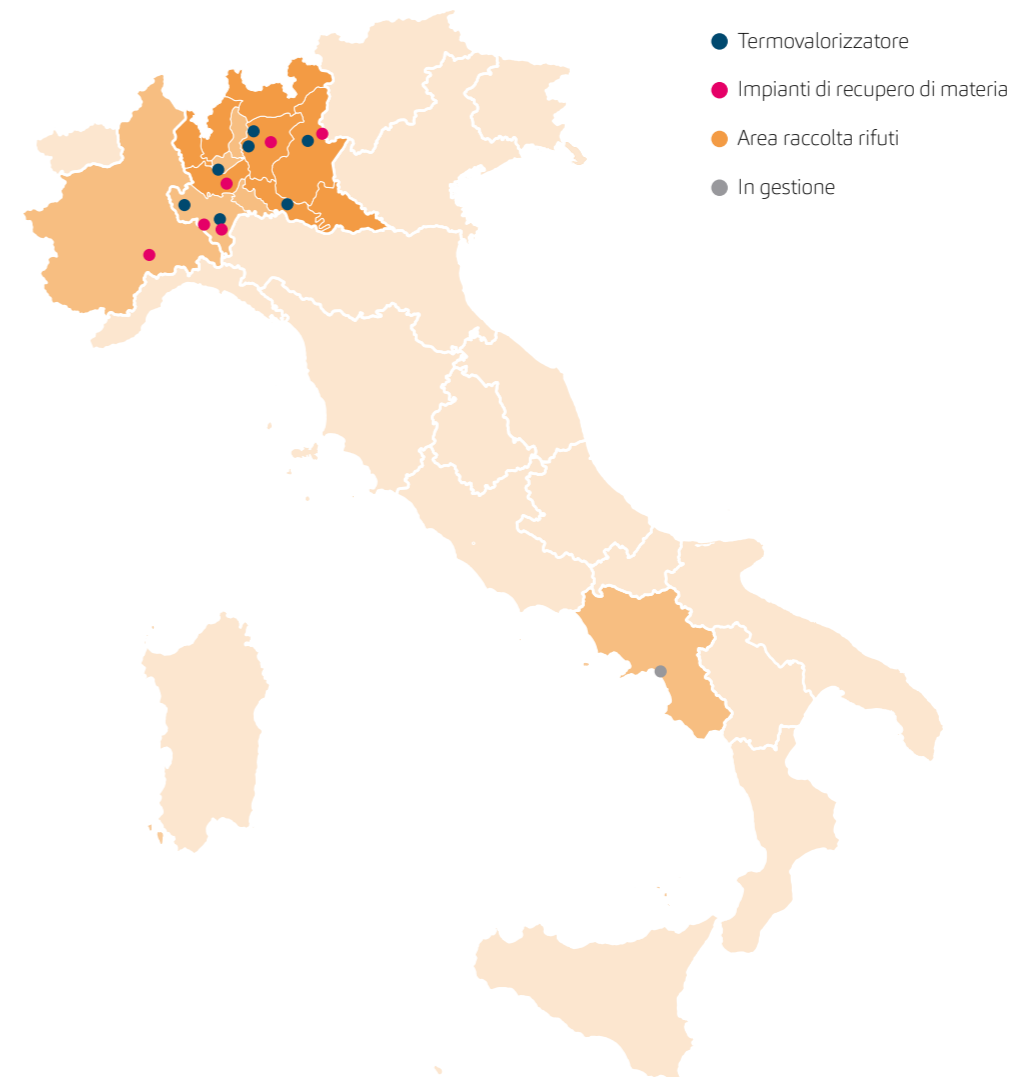 Termovalorizzatore
Impianti di recupero di materia
Area raccolta rifiuti
In gestione